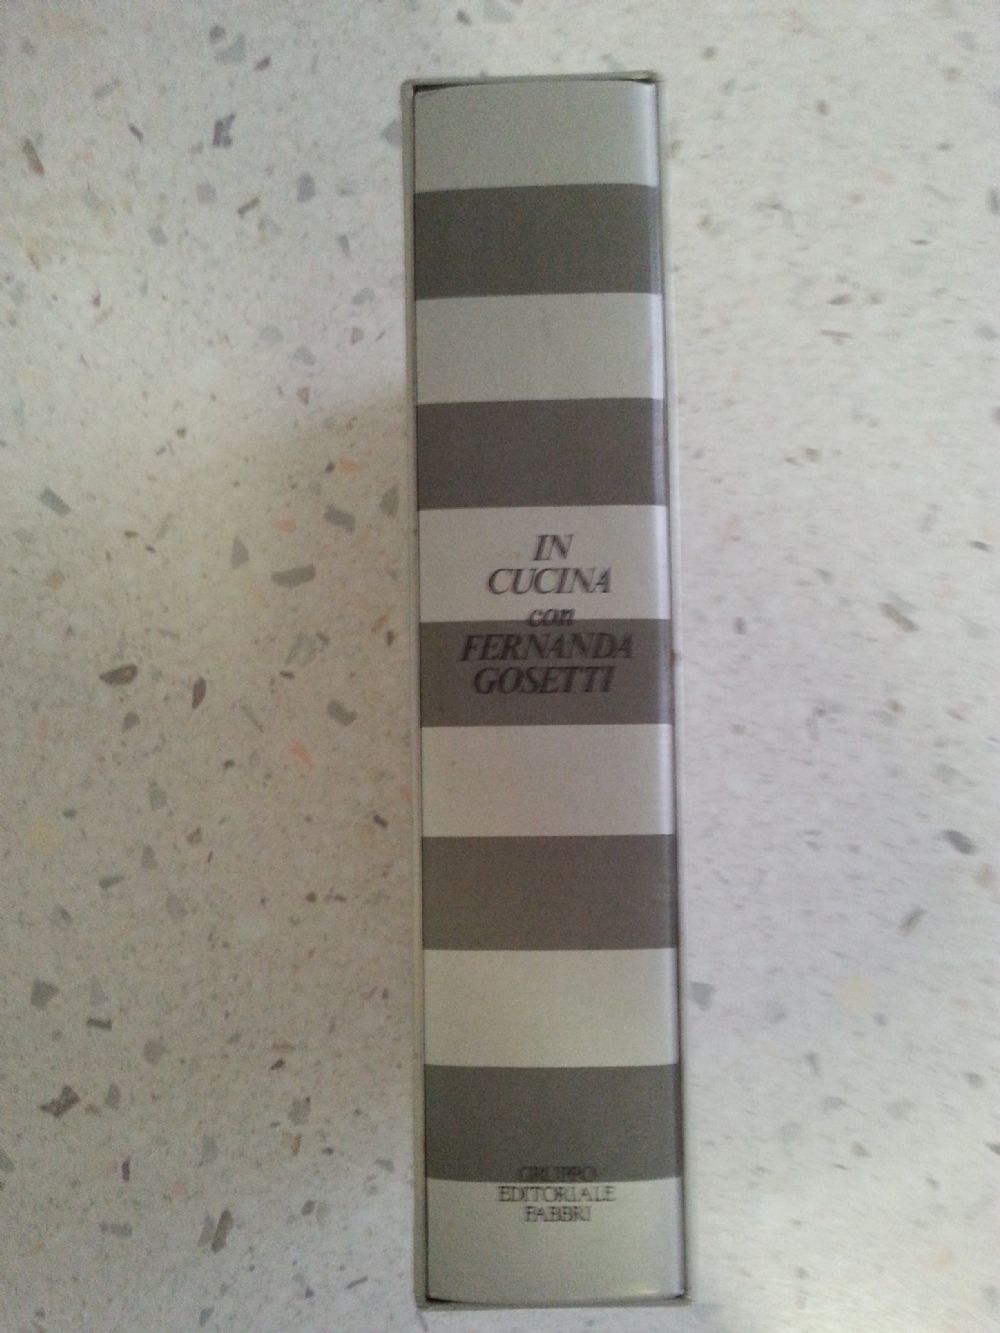 IN
CUCINA
con
FERNANDA
GOSETTI
GRUPPO
EDITORIALE
FABBRI